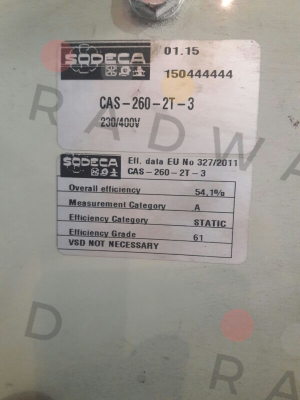 SODECA 01.15
150444444
CAS-260-2T-3
230/400V
SODECA Eff. data EU No 327/2011
CAS-260-2T-3
Overall efficiency 54,1%
Measurement Category A
Efficiency Category STATIC
Efficiency Grade 61
VSD NOT NECESSARY
RADWA
D R